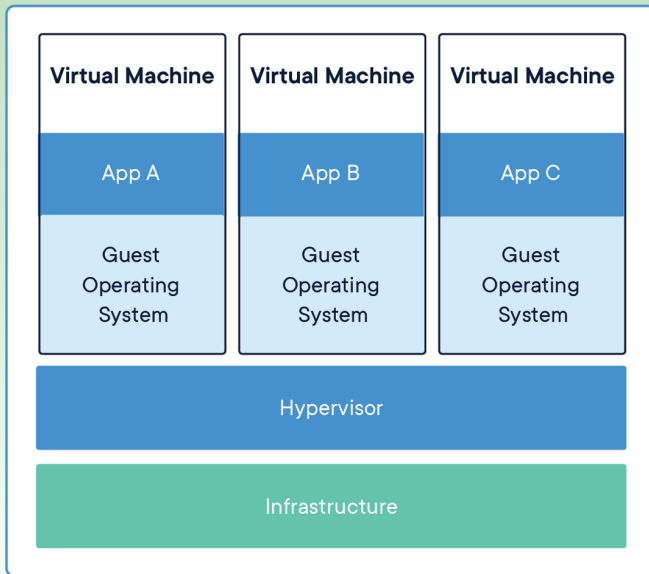 Virtual Machine
App A
Guest
Operating
System
Virtual Machine
App B
Guest
Operating
System
Virtual Machine
App C
Guest
Operating
System
Hypervisor
Infrastructure